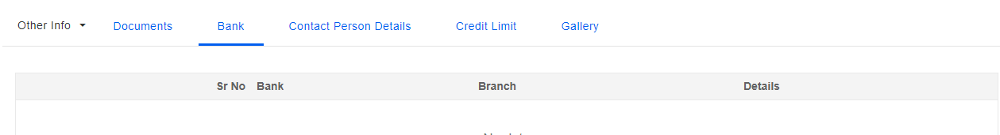 Other Info Documents Bank Contact Person Details Credit Limit Gallery
Sr No Bank Branch Details